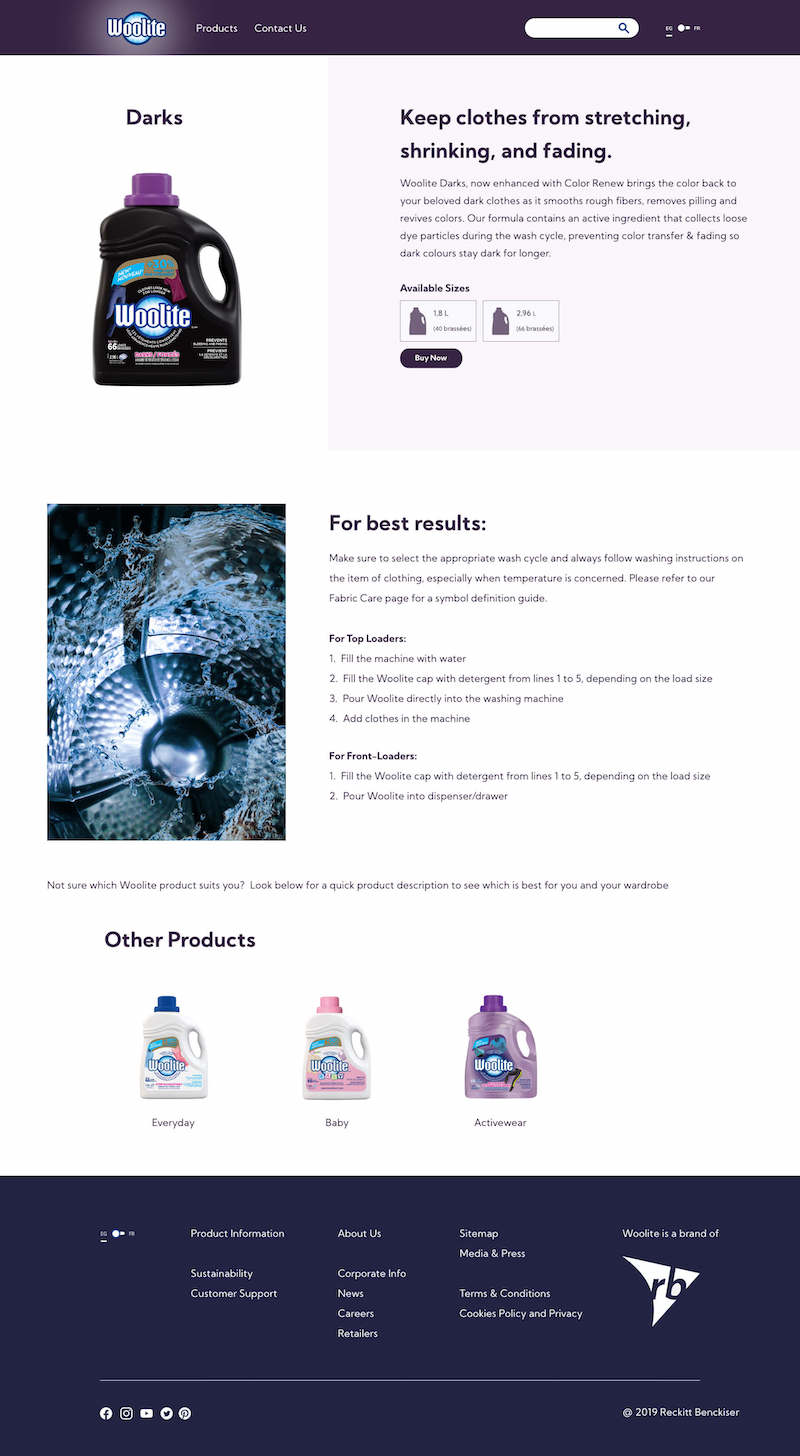 Woolite
Products
Contact Us
EG
FR
Darks
NEW!
NOUVEAU!
Woolite
66
PREVENTS
PRÉVIENT
Keep clothes from stretching,
shrinking, and fading.
Woolite Darks, now enhanced with Color Renew brings the color back to
your beloved dark clothes as it smooths rough fibers, removes pilling and
revives colors. Our formula contains an active ingredient that collects loose
dye particles during the wash cycle, preventing color transfer & fading so
dark colours stay dark for longer.
Available Sizes
1,8 L
(40 brassées)
2,96 L
(66 brassées)
Buy Now
For best results:
Make sure to select the appropriate wash cycle and always follow washing instructions on
the item of clothing, especially when temperature is concerned. Please refer to our
Fabric Care page for a symbol definition guide.
For Top Loaders:
1. Fill the machine with water
2. Fill the Woolite cap with detergent from lines 1 to 5, depending on the load size
3. Pour Woolite directly into the washing machine
4. Add clothes in the machine
For Front-Loaders:
1. Fill the Woolite cap with detergent from lines 1 to 5, depending on the load size
2. Pour Woolite into dispenser/drawer
Not sure which Woolite product suits you? Look below for a quick product description to see which is best for you and your wardrobe
Other Products
Woolite
Woolite
Woolite
Everyday
Baby
Activewear
EG
FR
Product Information
Sustainability
Customer Support
About Us
Corporate Info
News
Careers
Retailers
Sitemap
Media & Press
Terms & Conditions
Cookies Policy and Privacy
Woolite is a brand of
rb
@ 2019 Reckitt Benckiser